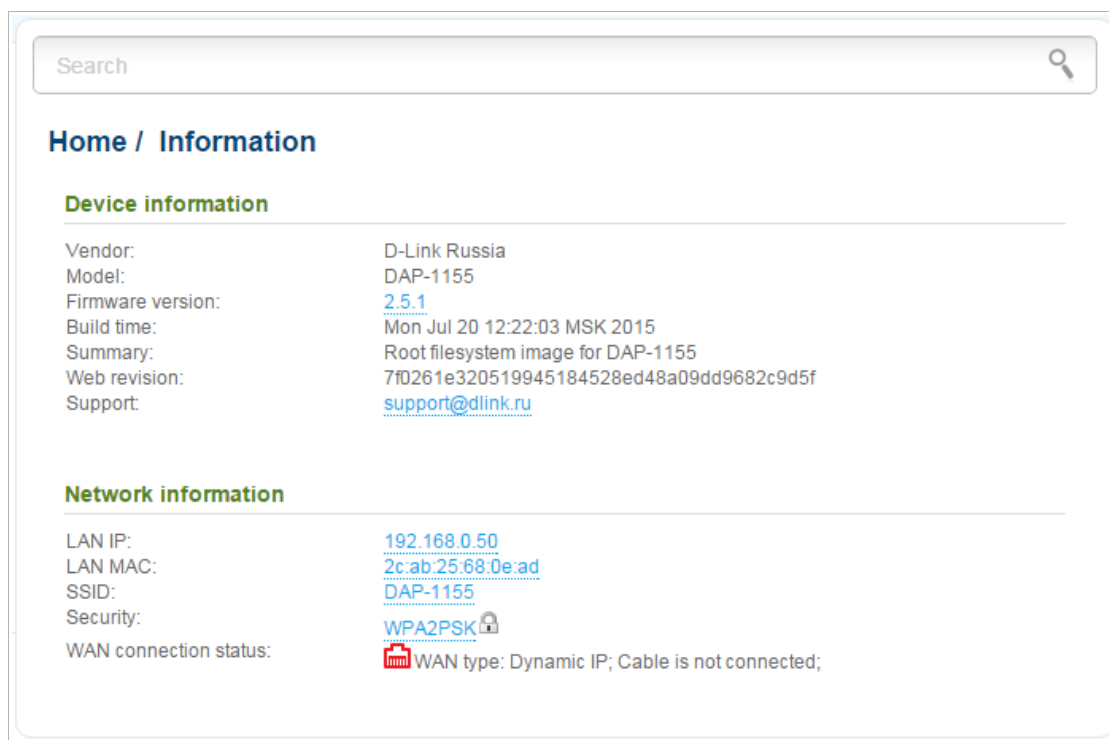 Search
Home / Information
Device information
Vendor: D-Link Russia
Model: DAP-1155
Firmware version: 2.5.1
Build time: Mon Jul 20 12:22:03 MSK 2015
Summary: Root filesystem image for DAP-1155
Web revision: 7f0261e320519945184528ed48a09dd9682c9d5f
Support: support@dlink.ru
Network information
LAN IP: 192.168.0.50
LAN MAC: 2c:ab:25:68:0e:ad
SSID: DAP-1155
Security: WPA2PSK
WAN connection status: WAN type: Dynamic IP; Cable is not connected;